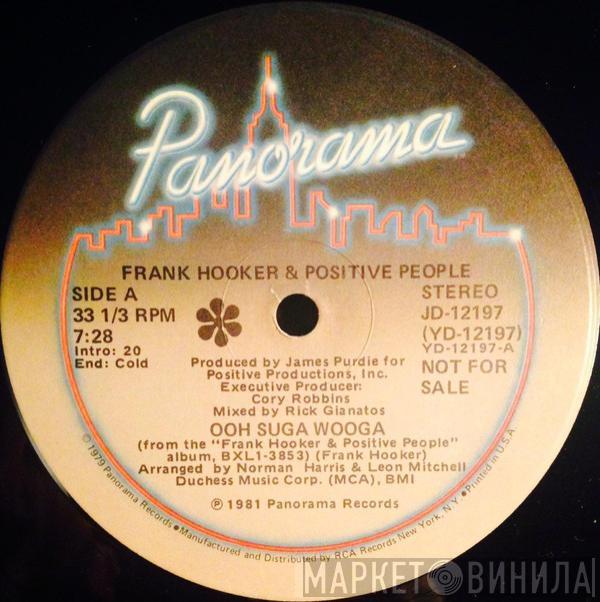 Panorama
FRANK HOOKER & POSITIVE PEOPLE
SIDE A
33 1/3 RPM
7:28
Intro: 20
End: Cold
STEREO
JD-12197
(YD-12197)
YD-12197-A
NOT FOR
SALE
Produced by James Purdie for
Positive Productions, Inc.
Executive Producer:
Cory Robbins
Mixed by Rick Gianatos
OOH SUGA WOOGA
(from the "Frank Hooker & Positive People"
album, BXL1-3853) (Frank Hooker)
Arranged by Norman Harris & Leon Mitchell
Duchess Music Corp. (MCA), BMI
℗ 1981 Panorama Records
© 1979 Panorama Records ● Manufactured and Distributed by RCA Records New York, N.Y. ● Printed in U.S.A.
МАРКЕТ ВИНИЛА